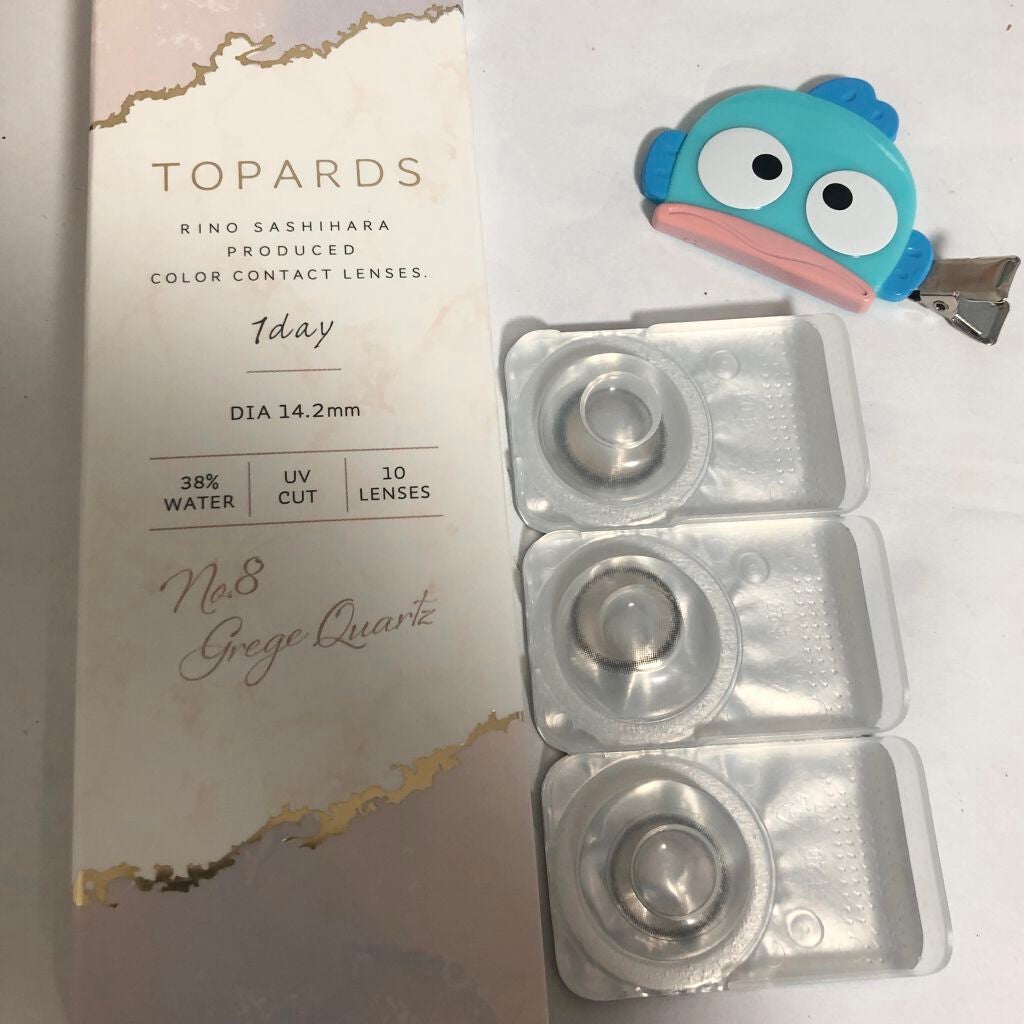 TOPARDS
RINO SASHIHARA
PRODUCED
COLOR CONTACT LENSES.
1day
DIA 14.2mm
38%
WATER
UV
CUT
10
LENSES
No.8
Grege Quartz